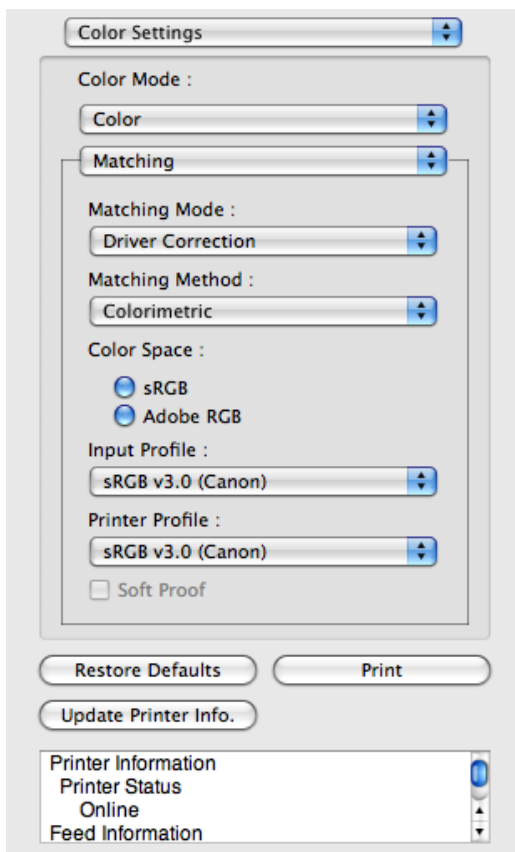 Color Settings
Color Mode :
Color
Matching
Matching Mode :
Driver Correction
Matching Method :
Colorimetric
Color Space :
sRGB
Adobe RGB
Input Profile :
sRGB v3.0 (Canon)
Printer Profile :
sRGB v3.0 (Canon)
Soft Proof
Restore Defaults Print
Update Printer Info.
Printer Information
Printer Status
Online
Feed Information